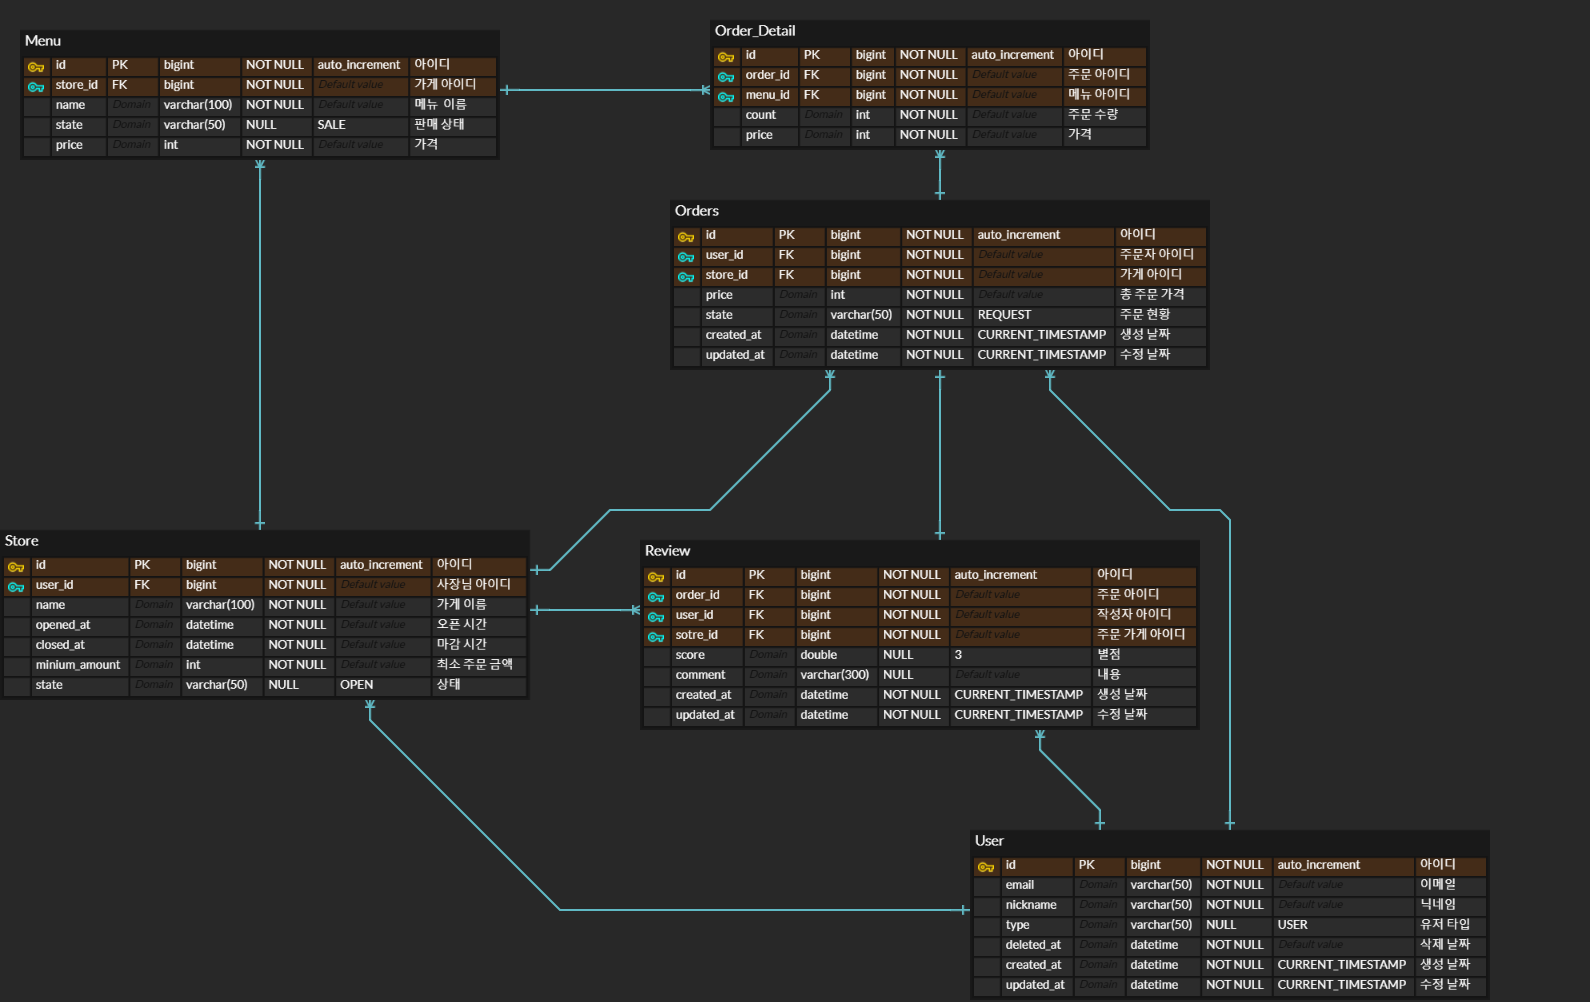 Menu
id PK bigint NOT NULL auto_increment 아이디
store_id FK bigint NOT NULL Default value 가게 아이디
name Domain varchar(100) NOT NULL Default value 메뉴 이름
state Domain varchar(50) NULL SALE 판매 상태
price Domain int NOT NULL Default value 가격
Order_Detail
id PK bigint NOT NULL auto_increment 아이디
order_id FK bigint NOT NULL Default value 주문 아이디
menu_id FK bigint NOT NULL Default value 메뉴 아이디
count Domain int NOT NULL Default value 주문 수량
price Domain int NOT NULL Default value 가격
Orders
id PK bigint NOT NULL auto_increment 아이디
user_id FK bigint NOT NULL Default value 주문자 아이디
store_id FK bigint NOT NULL Default value 가게 아이디
price Domain int NOT NULL Default value 총 주문 가격
state Domain varchar(50) NOT NULL REQUEST 주문 현황
created_at Domain datetime NOT NULL CURRENT_TIMESTAMP 생성 날짜
updated_at Domain datetime NOT NULL CURRENT_TIMESTAMP 수정 날짜
Store
id PK bigint NOT NULL auto_increment 아이디
user_id FK bigint NOT NULL Default value 사장님 아이디
name Domain varchar(100) NOT NULL Default value 가게 이름
opened_at Domain datetime NOT NULL Default value 오픈 시간
closed_at Domain datetime NOT NULL Default value 마감 시간
minium_amount Domain int NOT NULL Default value 최소 주문 금액
state Domain varchar(50) NULL OPEN 상태
Review
id PK bigint NOT NULL auto_increment 아이디
order_id FK bigint NOT NULL Default value 주문 아이디
user_id FK bigint NOT NULL Default value 작성자 아이디
sotre_id FK bigint NOT NULL Default value 주문 가게 아이디
score Domain double NULL 3 별점
comment Domain varchar(300) NULL Default value 내용
created_at Domain datetime NOT NULL CURRENT_TIMESTAMP 생성 날짜
updated_at Domain datetime NOT NULL CURRENT_TIMESTAMP 수정 날짜
User
id PK bigint NOT NULL auto_increment 아이디
email Domain varchar(50) NOT NULL Default value 이메일
nickname Domain varchar(50) NOT NULL Default value 닉네임
type Domain varchar(50) NULL USER 유저 타입
deleted_at Domain datetime NOT NULL Default value 삭제 날짜
created_at Domain datetime NOT NULL CURRENT_TIMESTAMP 생성 날짜
updated_at Domain datetime NOT NULL CURRENT_TIMESTAMP 수정 날짜